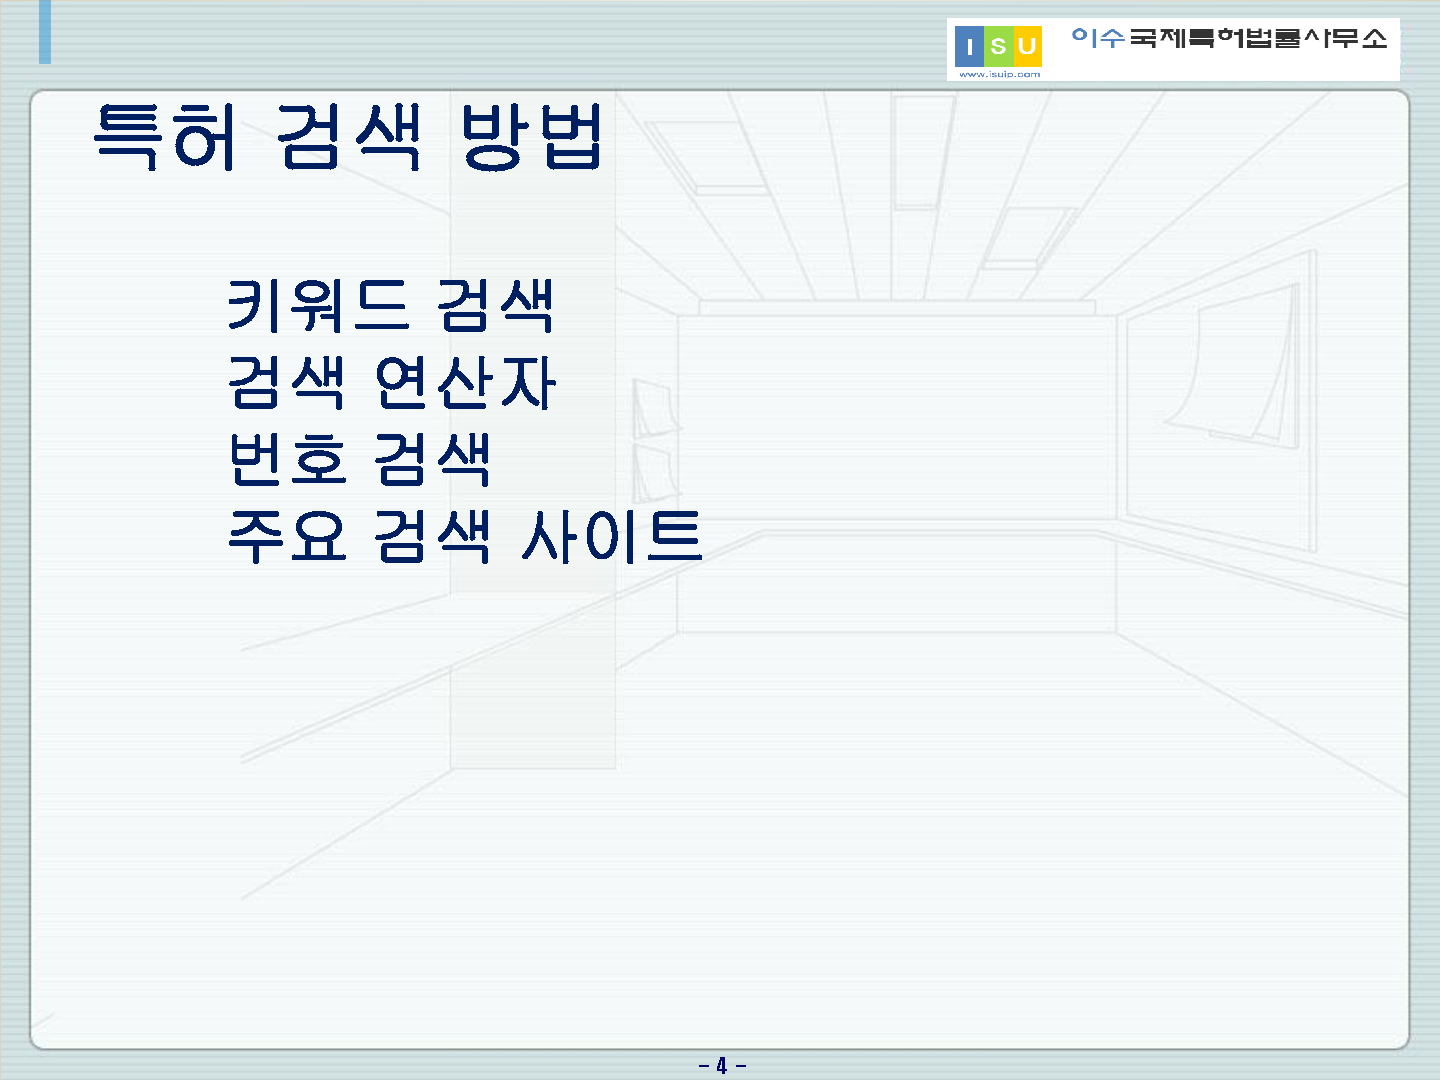 ISU
www.isuip.com
이수국제특허법률사무소
특허 검색 방법
키워드 검색
검색 연산자
번호 검색
주요 검색 사이트
- 4 -